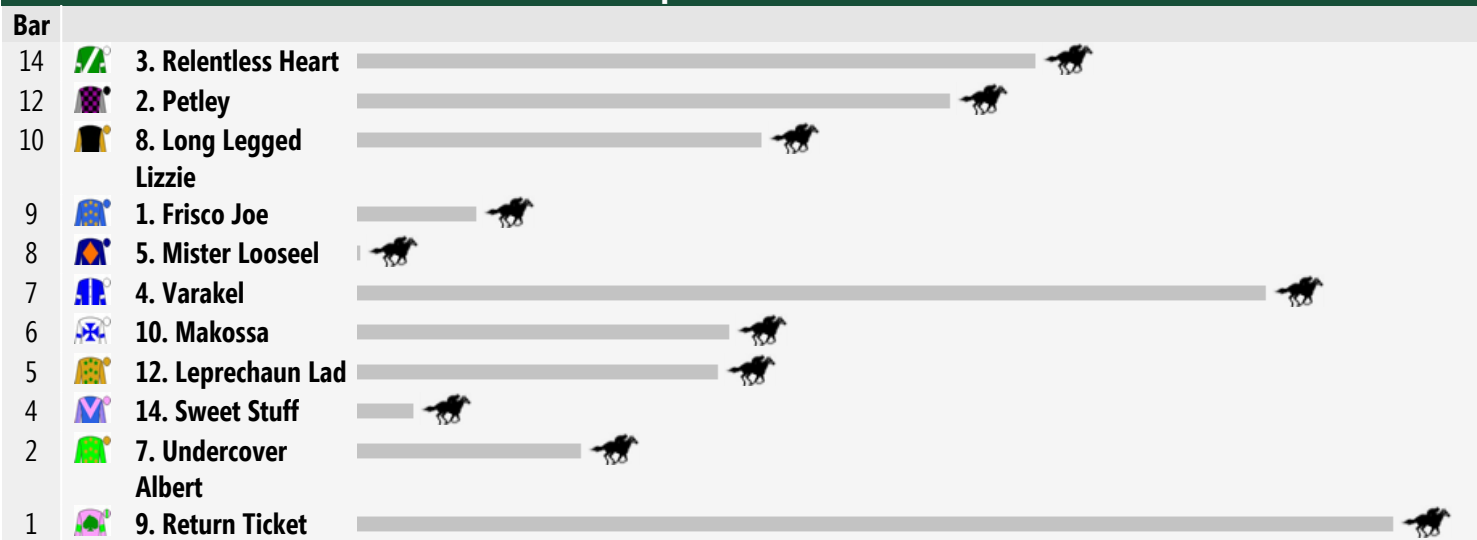 Bar
14 3. Relentless Heart
12 2. Petley
10 8. Long Legged
Lizzie
9 1. Frisco Joe
8 5. Mister Looseel
7 4. Varakel
6 10. Makossa
5 12. Leprechaun Lad
4 14. Sweet Stuff
2 7. Undercover
Albert
1 9. Return Ticket